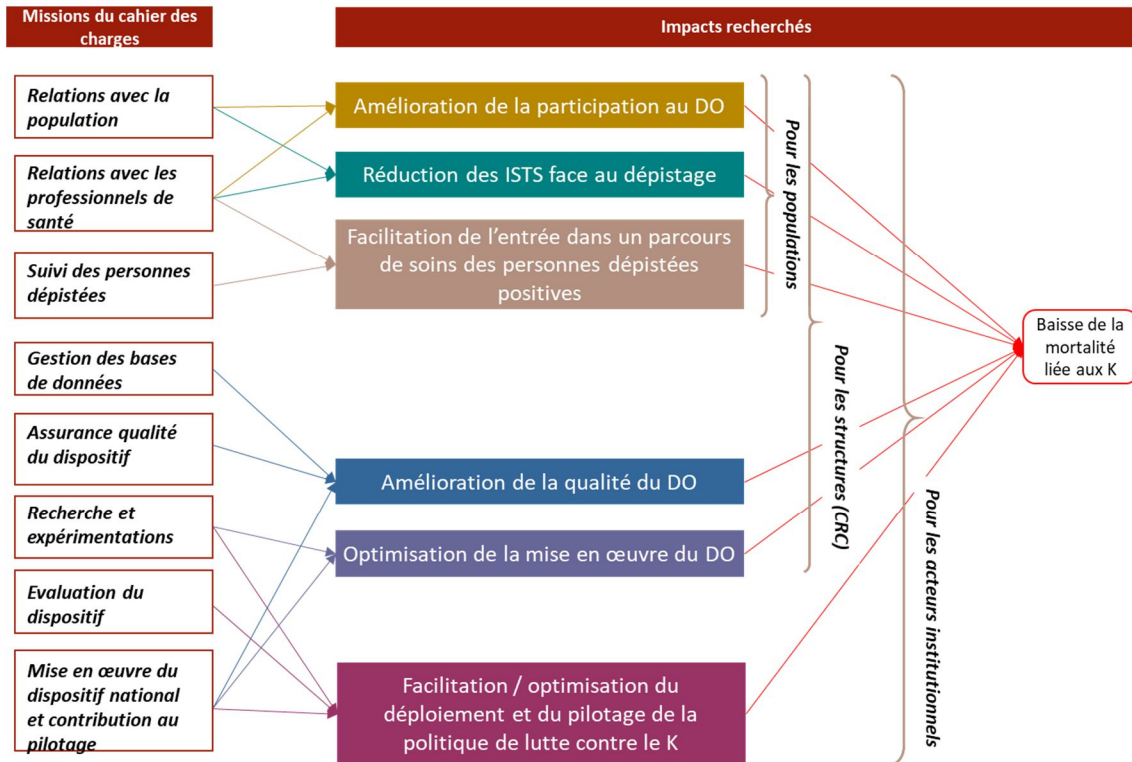 Missions du cahier des
charges
Impacts recherchés
Relations avec la
population
Relations avec les
professionnels de
santé
Suivi des personnes
dépistées
Gestion des bases
de données
Assurance qualité
du dispositif
Recherche et
expérimentations
Evaluation du
dispositif
Mise en œuvre du
dispositif national
et contribution au
pilotage
Amélioration de la participation au DO
Réduction des ISTS face au dépistage
Facilitation de l'entrée dans un parcours
de soins des personnes dépistées
positives
Amélioration de la qualité du DO
Optimisation de la mise en œuvre du DO
Facilitation / optimisation du
déploiement et du pilotage de la
politique de lutte contre le K
Pour les populations
Pour les structures (CRC)
Pour les acteurs institutionnels
Baisse de la
mortalité
liée aux K